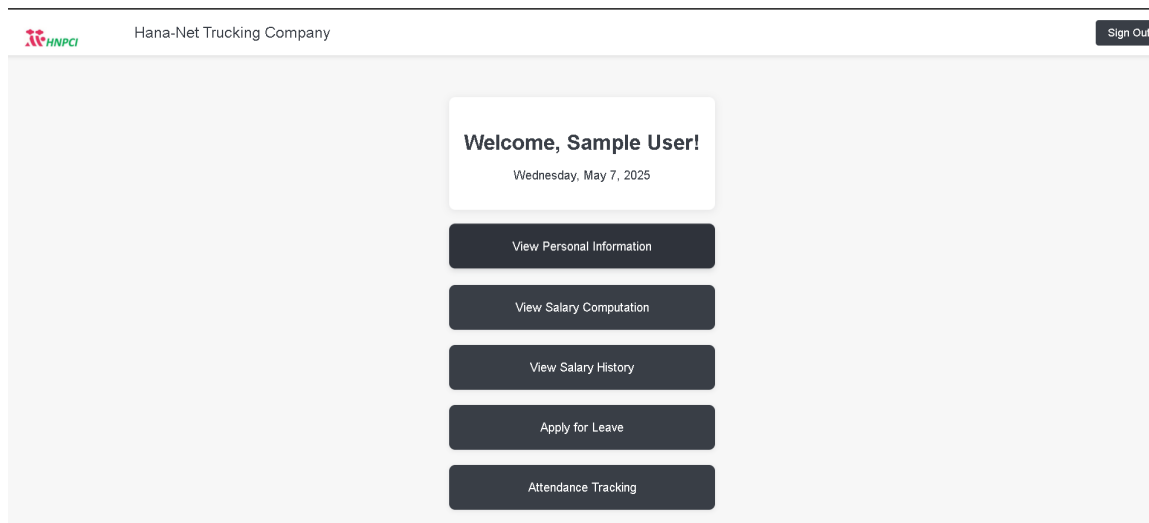 HNPCI
Hana-Net Trucking Company
Sign Out
Welcome, Sample User!
Wednesday, May 7, 2025
View Personal Information
View Salary Computation
View Salary History
Apply for Leave
Attendance Tracking